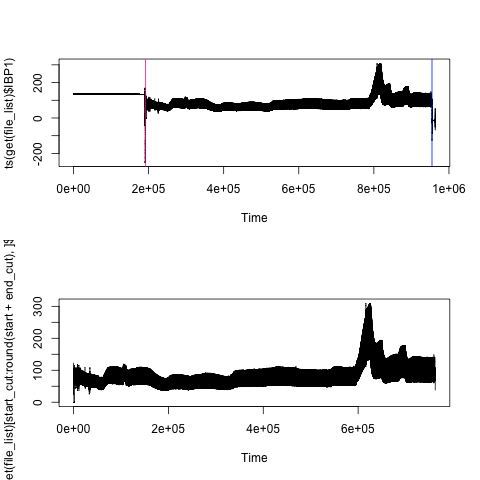 ts(get(file_list)$IBP1)
200
0
-200
0e+00 2e+05 4e+05 6e+05 8e+05 1e+06
Time
et(file_list)[start_cut:round(start + end_cut), ]$
300
200
100
0
0e+00 2e+05 4e+05 6e+05
Time